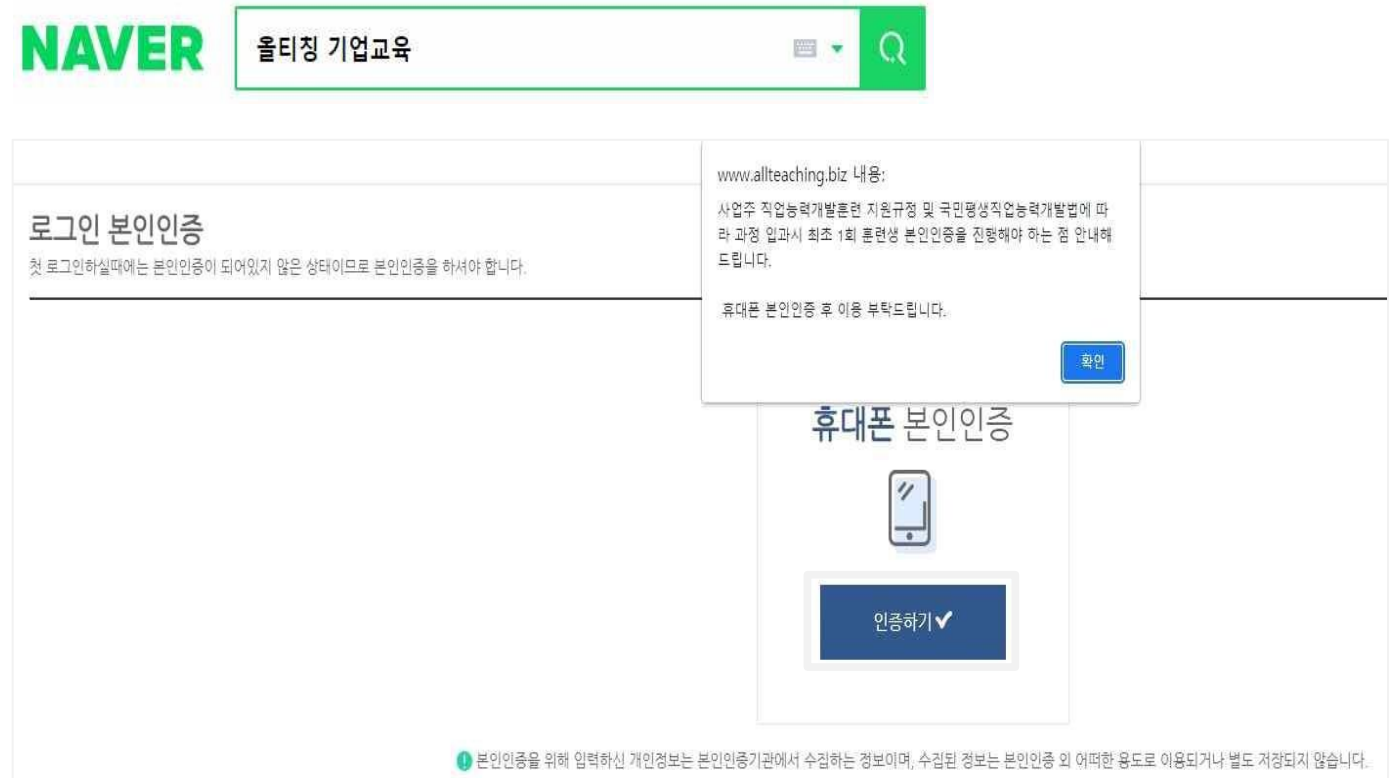 NAVER 올티칭 기업교육
www.allteaching.biz 내용:
사업주 직업능력개발훈련 지원규정 및 국민평생직업능력개발법에 따
라 과정 입과시 최초 1회 훈련생 본인인증을 진행해야 하는 점 안내해
드립니다.
휴대폰 본인인증 후 이용 부탁드립니다.
확인
로그인 본인인증
첫 로그인하실때에는 본인인증이 되어있지 않은 상태이므로 본인인증을 하셔야 합니다.
휴대폰 본인인증
인증하기
본인인증을 위해 입력하신 개인정보는 본인인증기관에서 수집하는 정보이며, 수집된 정보는 본인인증 외 어떠한 용도로 이용되거나 별도 저장되지 않습니다.